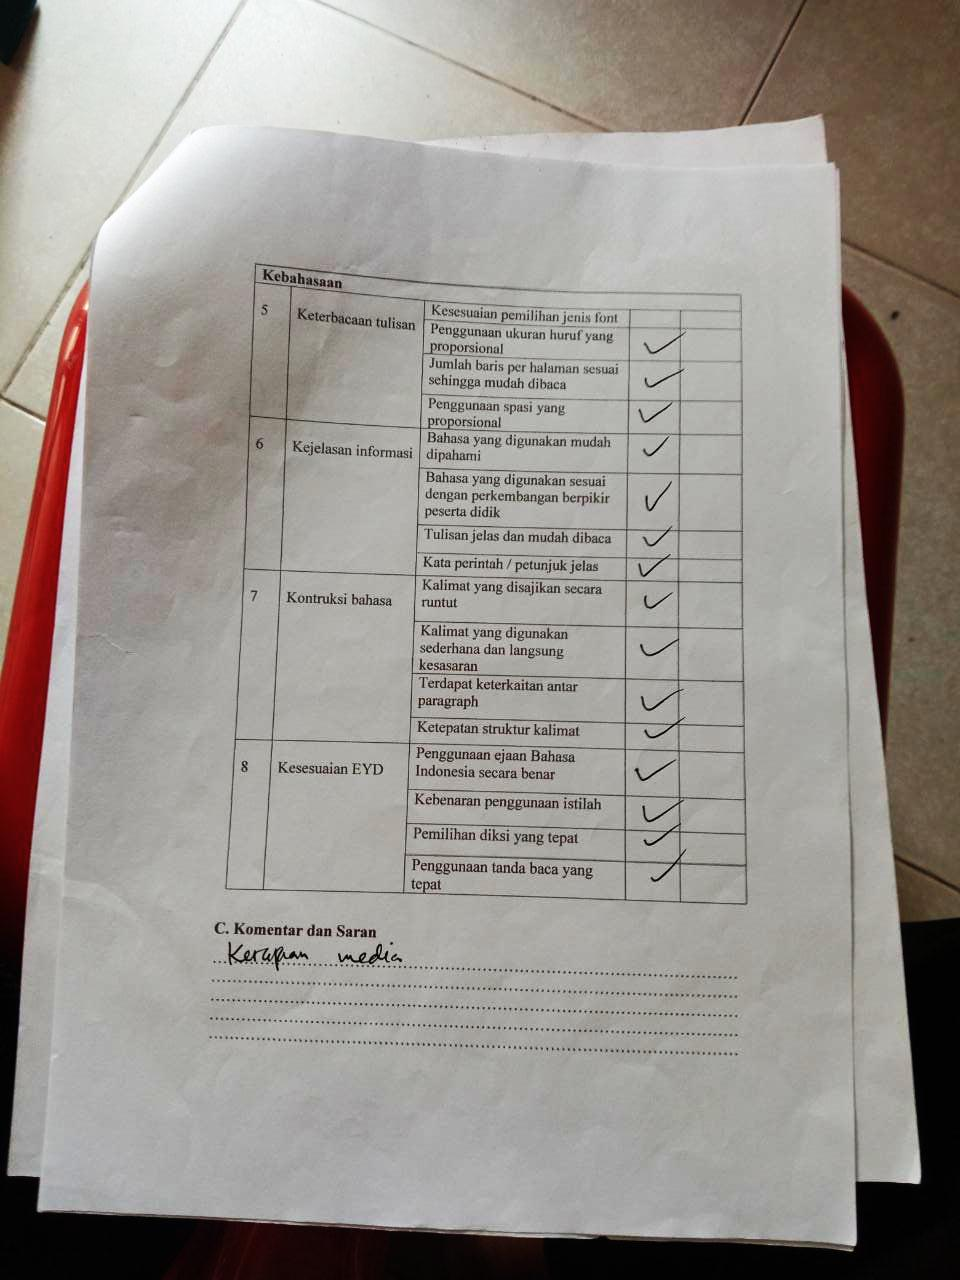 Kebahasaan
5 Keterbacaan tulisan Kesesuaian pemilihan jenis font
Penggunaan ukuran huruf yang
proporsional ✓
Jumlah baris per halaman sesuai
sehingga mudah dibaca ✓
Penggunaan spasi yang
proporsional ✓
6 Kejelasan informasi Bahasa yang digunakan mudah
dipahami ✓
Bahasa yang digunakan sesuai
dengan perkembangan berpikir
peserta didik ✓
Tulisan jelas dan mudah dibaca ✓
Kata perintah / petunjuk jelas ✓
7 Kontruksi bahasa Kalimat yang disajikan secara
runtut ✓
Kalimat yang digunakan
sederhana dan langsung
kesasaran ✓
Terdapat keterkaitan antar
paragraph ✓
Ketepatan struktur kalimat ✓
8 Kesesuaian EYD Penggunaan ejaan Bahasa
Indonesia secara benar ✓
Kebenaran penggunaan istilah ✓
Pemilihan diksi yang tepat ✓
Penggunaan tanda baca yang
tepat ✓
C. Komentar dan Saran
Kerapian media